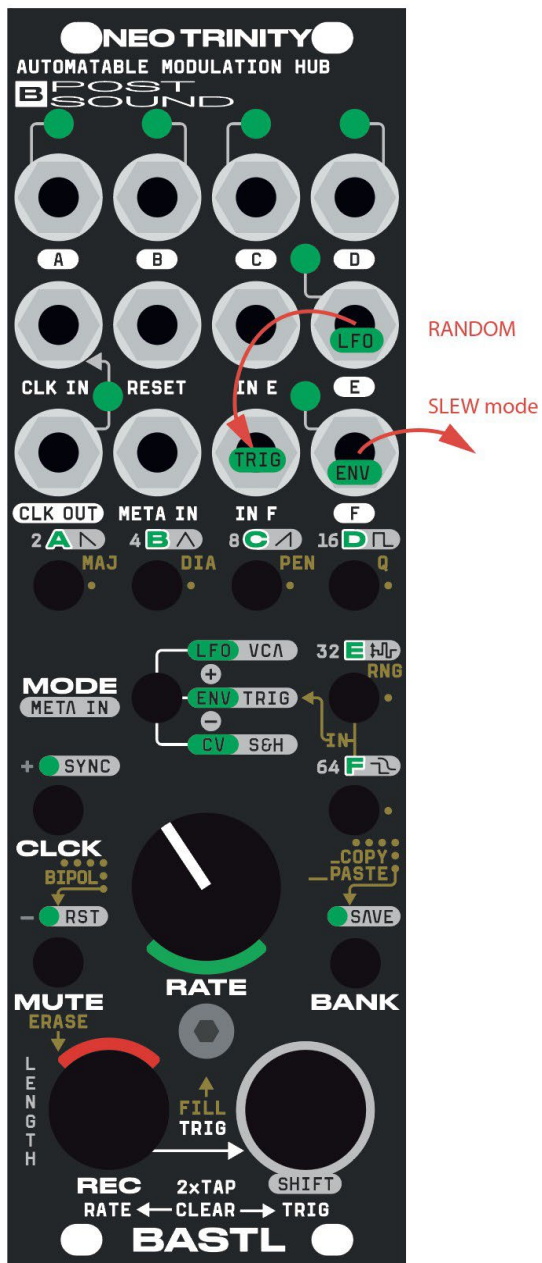 NEO TRINITY
AUTOMATABLE MODULATION HUB
B POST
SOUND
A B C D
LFO RANDOM
CLK IN RESET IN E E
SLEW mode
TRIG ENV
CLK OUT META IN IN F F
2 A 4 B 8 C 16 D
MAJ DIA PEN Q
LFO VCA 32 E
+ RNG
MODE ENV TRIG
META IN − IN
CV S&H 64 F
+ SYNC
CLCK
BIPOL _COPY
__PASTE
− RST SAVE
RATE
MUTE BANK
ERASE
LENGTH
FILL
TRIG
REC 2xTAP SHIFT
RATE CLEAR TRIG
BASTL